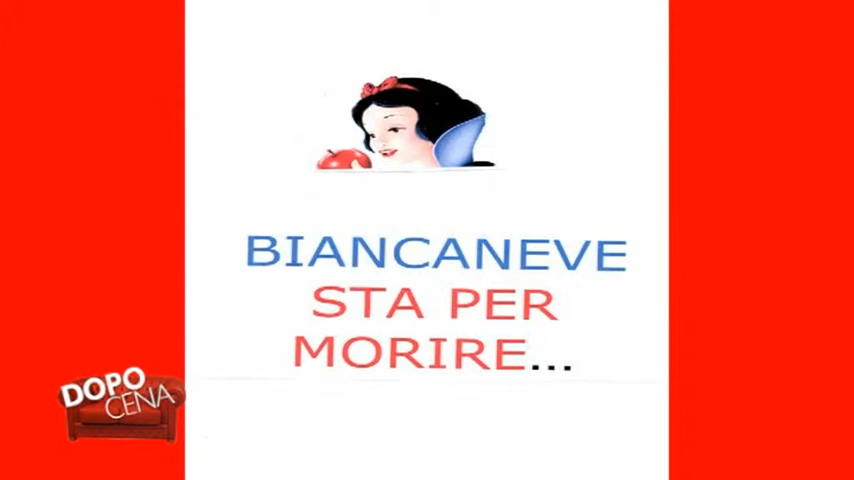 BIANCANEVE
STA PER
MORIRE...
DOPO
CENA